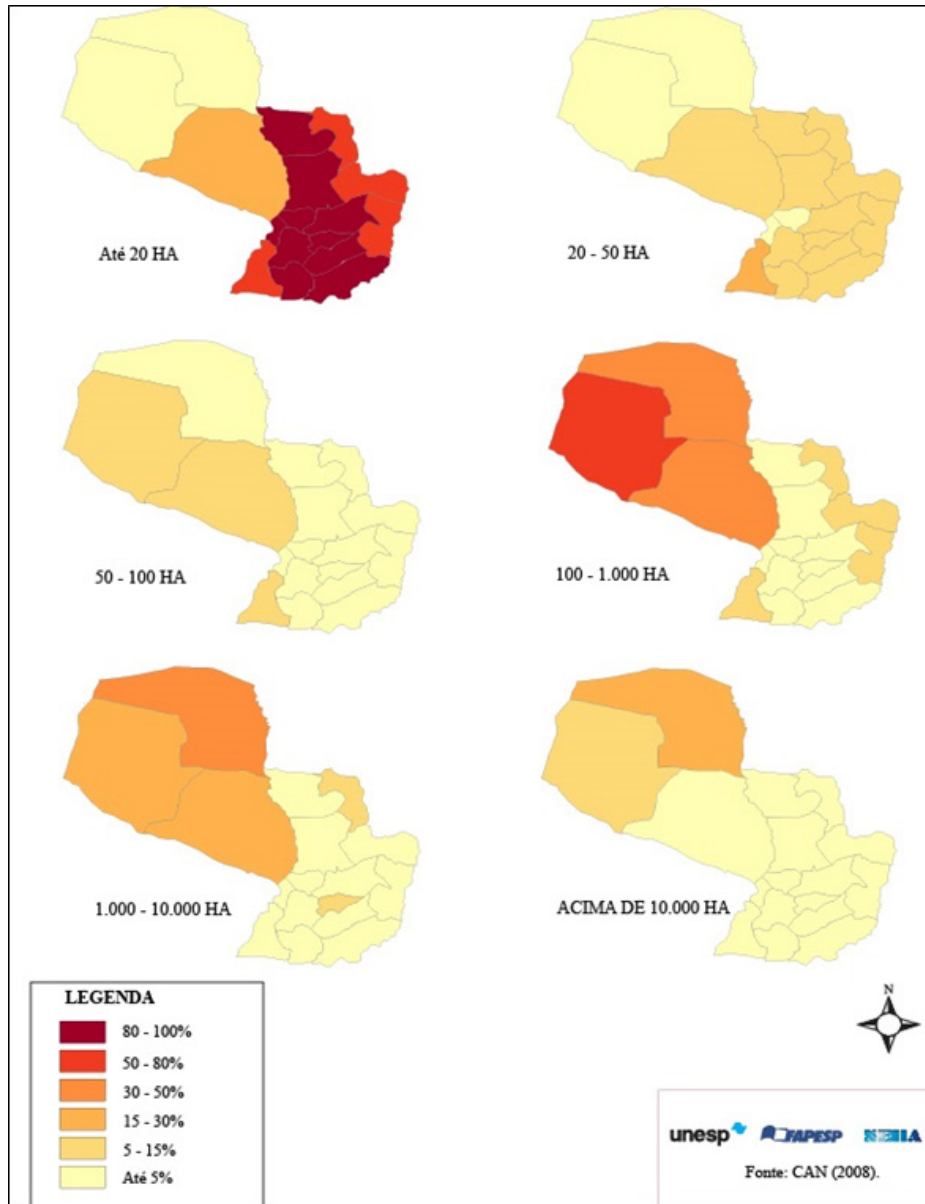 Até 20 HA
20 - 50 HA
50 - 100 HA
100 - 1.000 HA
1.000 - 10.000 HA
ACIMA DE 10.000 HA
LEGENDA
80 - 100%
50 - 80%
30 - 50%
15 - 30%
5 - 15%
Até 5%
N
unesp
FAPESP
Fonte: CAN (2008).